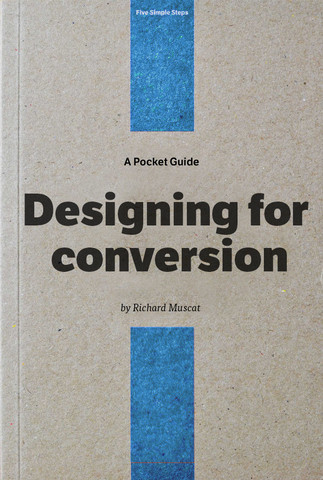 Five Simple Steps
A Pocket Guide
Designing for
conversion
by Richard Muscat